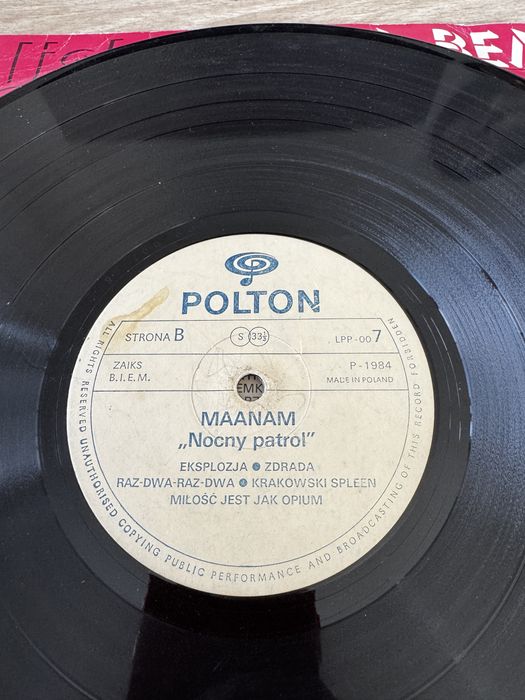 BE
POLTON
STRONA B
S 33⅓
LPP-007
ZAIKS
B.I.E.M.
P-1984
MADE IN POLAND
EMK
MAANAM
„Nocny patrol”
EKSPLOZJA ● ZDRADA
RAZ-DWA-RAZ-DWA ● KRAKOWSKI SPLEEN
MIŁOŚĆ JEST JAK OPIUM
ALL RIGHTS RESERVED UNAUTHORISED COPYING PUBLIC PERFORMANCE AND BROADCASTING OF THIS RECORD FORBIDDEN